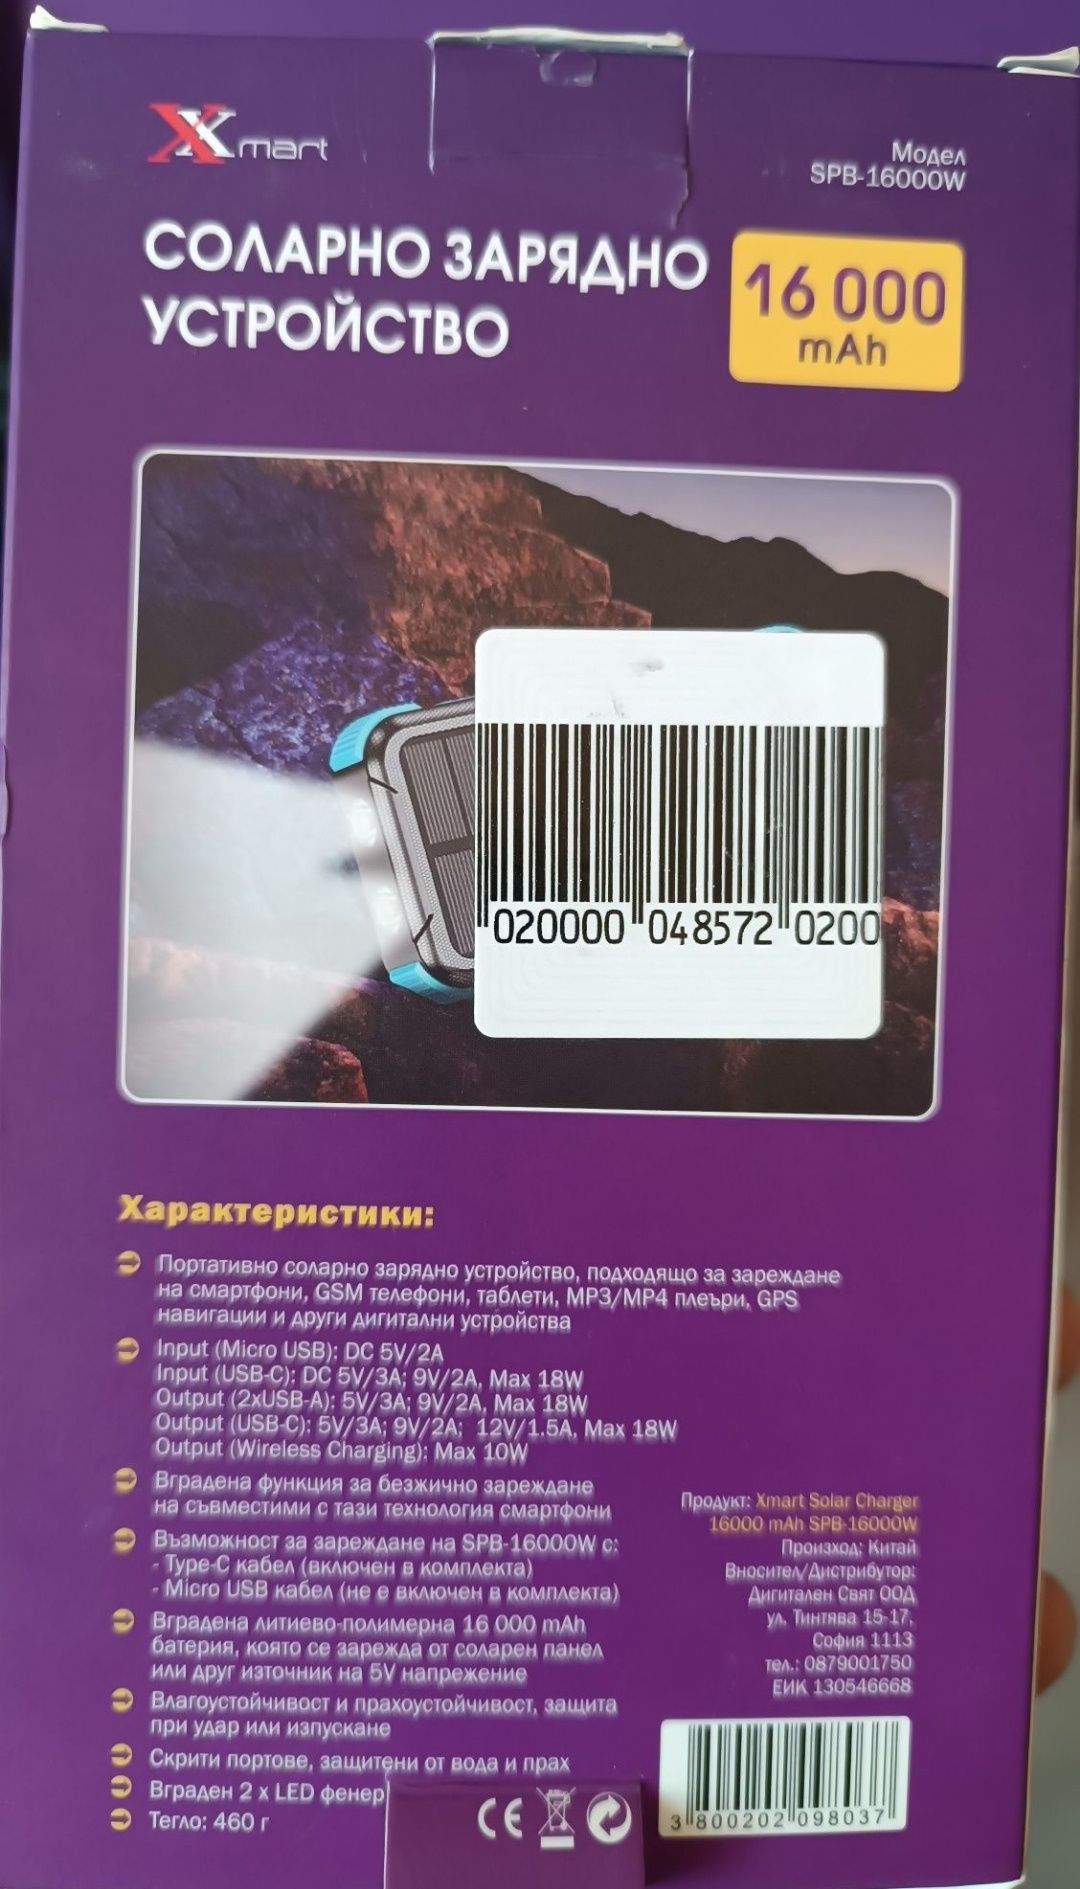 Xmart
Модел
SPB-16000W
СОЛАРНО ЗАРЯДНО
УСТРОЙСТВО
16 000
mAh
020000 048572 0200
Характеристики:
Портативно соларно зарядно устройство, подходящо за зареждане
на смартфони, GSM телефони, таблети, MP3/MP4 плеъри, GPS
навигации и други дигитални устройства
Input (Micro USB): DC 5V/2A
Input (USB-C): DC 5V/3A; 9V/2A, Max 18W
Output (2xUSB-A): 5V/3A; 9V/2A, Max 18W
Output (USB-C): 5V/3A; 9V/2A; 12V/1.5A, Max 18W
Output (Wireless Charging): Max 10W
Вградена функция за безжично зареждане
на съвместими с тази технология смартфони
Възможност за зареждане на SPB-16000W с:
- Type-C кабел (включен в комплекта)
- Micro USB кабел (не е включен в комплекта)
Вградена литиево-полимерна 16 000 mAh
батерия, която се зарежда от соларен панел
или друг източник на 5V напрежение
Влагоустойчивост и прахоустойчивост, защита
при удар или изпускане
Скрити портове, защитени от вода и прах
Вграден 2 x LED фенер
Тегло: 460 г
Продукт: Xmart Solar Charger
16000 mAh SPB-16000W
Произход: Китай
Вносител/Дистрибутор:
Дигитален Свят ООД
ул. Тинтява 15-17,
София 1113
тел.: 0879001750
ЕИК 130546668
CE
3 800202 098037